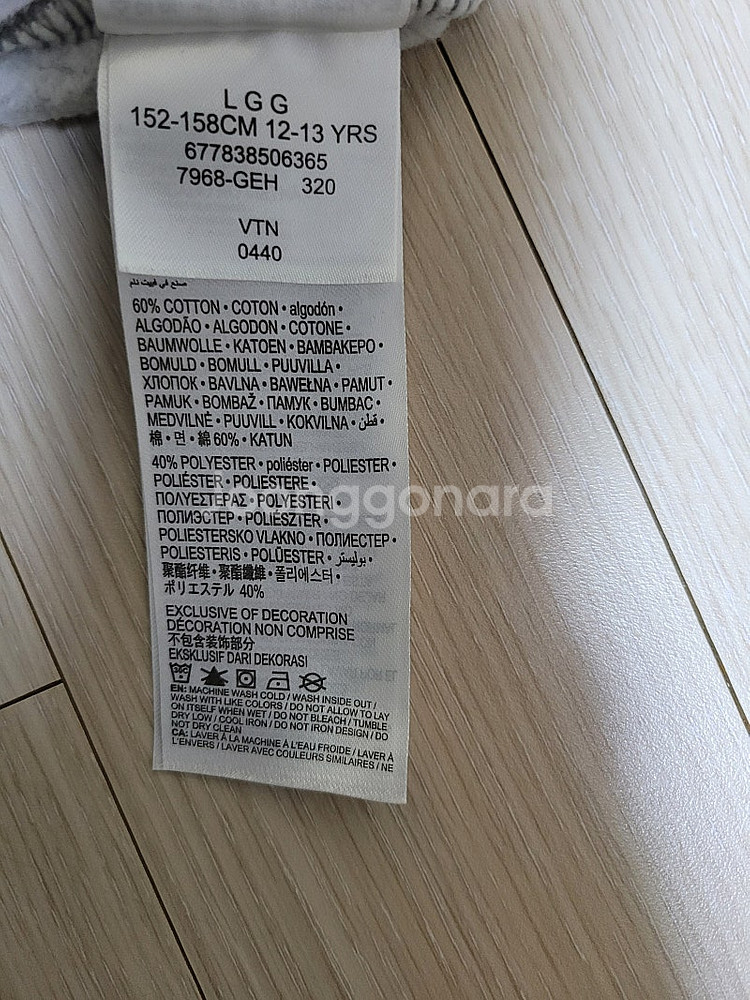 L G G
152-158CM 12-13 YRS
677838506365
7968-GEH 320
VTN
0440
صنع في فييت نام
60% COTTON • COTON • algodón •
ALGODÃO • ALGODON • COTONE •
BAUMWOLLE • KATOEN • BAMBAKEPO •
BOMULD • BOMULL • PUUVILLA •
ХЛОПОК • BAVLNA • BAWEŁNA • PAMUT •
PAMUK • BOMBAŽ • ПАМУК • BUMBAC •
MEDVILNĖ • PUUVILL • KOKVILNA • قطن •
棉 • 면 • 綿 60% • KATUN
40% POLYESTER • poliéster • POLIESTER •
POLIÉSTER • POLIESTERE •
ΠΟΛΥΕΣΤΕΡΑΣ • POLYESTERI •
ПОЛИЭСТЕР • POLIÉSZTER •
POLIESTERSKO VLAKNO • ПОЛИЕСТЕР •
POLIESTERIS • POLÜESTER • بوليستر •
聚酯纤维 • 聚酯纖維 • 폴리에스터 •
ポリエステル 40%
EXCLUSIVE OF DECORATION
DÉCORATION NON COMPRISE
不包含装饰部分
EKSKLUSIF DARI DEKORASI
EN: MACHINE WASH COLD / WASH INSIDE OUT /
WASH WITH LIKE COLORS / DO NOT ALLOW TO LAY
ON ITSELF WHEN WET / DO NOT BLEACH / TUMBLE
DRY LOW / COOL IRON / DO NOT IRON DESIGN / DO
NOT DRY CLEAN
CA: LAVER À LA MACHINE À L'EAU FROIDE / LAVER À
L'ENVERS / LAVER AVEC COULEURS SIMILAIRES / NE